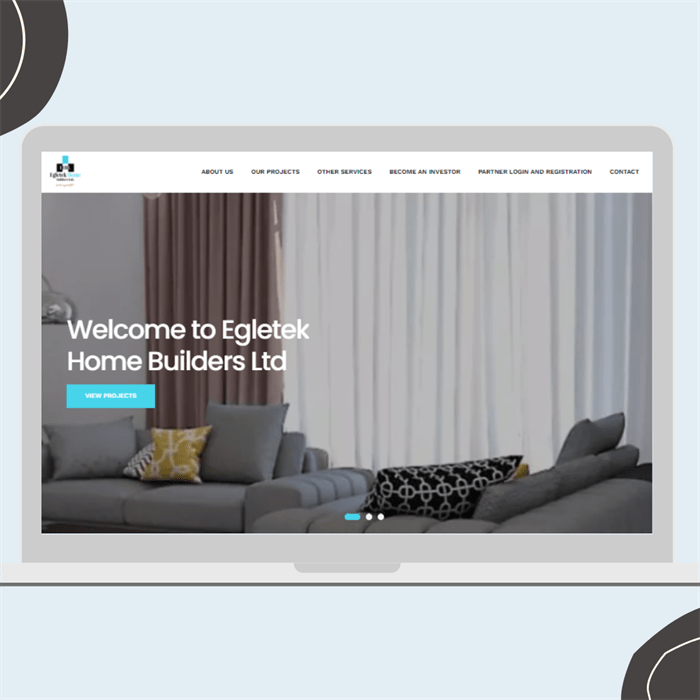 Egletek Home
ABOUT US
OUR PROJECTS
OTHER SERVICES
BECOME AN INVESTOR
PARTNER LOGIN AND REGISTRATION
CONTACT
Welcome to Egletek
Home Builders Ltd
VIEW PROJECTS